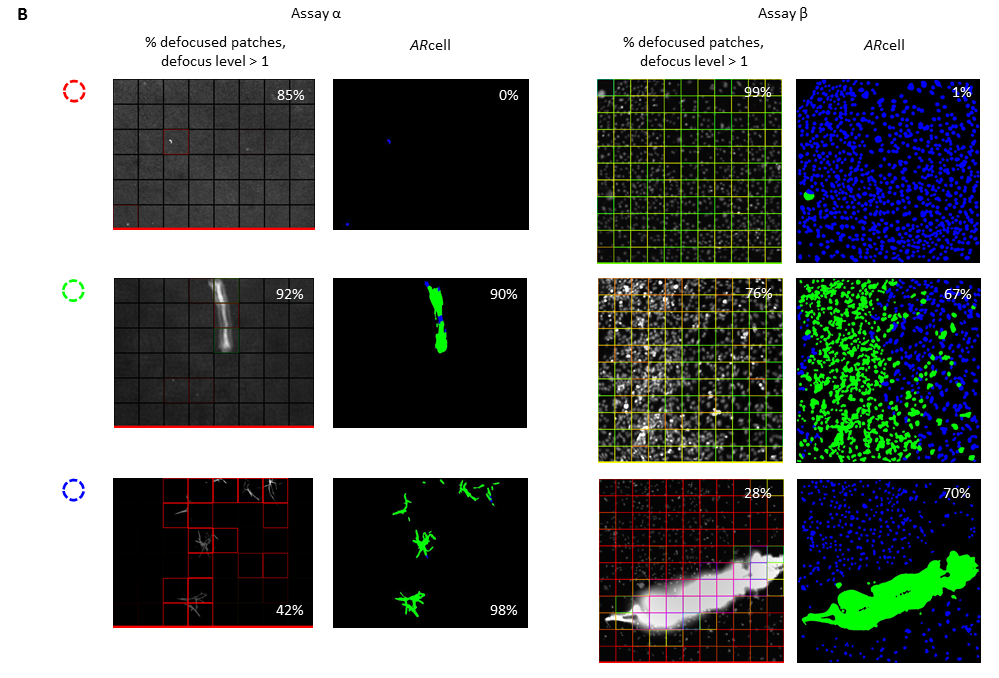 B
Assay α
Assay β
% defocused patches,
defocus level > 1
ARcell
% defocused patches,
defocus level > 1
ARcell
85%
0%
99%
1%
92%
90%
76%
67%
42%
98%
28%
70%